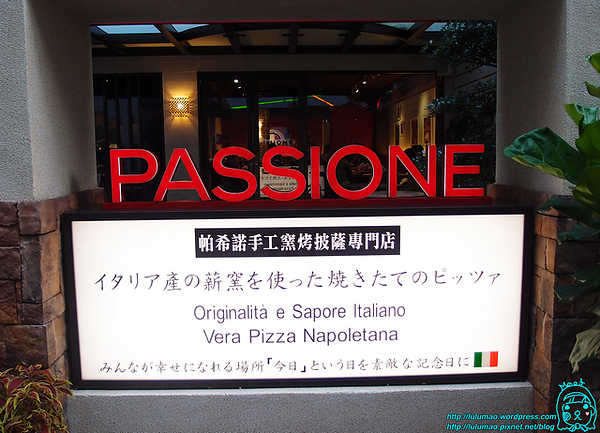 PASSIONE
帕希諾手工窯烤披薩專門店
イタリア產の薪窯を使った焼きたてのピッツァ
Originalità e Sapore Italiano
Vera Pizza Napoletana
みんなが幸せになれる場所「今日」という日を素敵な記念日に
http://lulumao.wordpress.com
http://lulumao.pixnet.net/blog